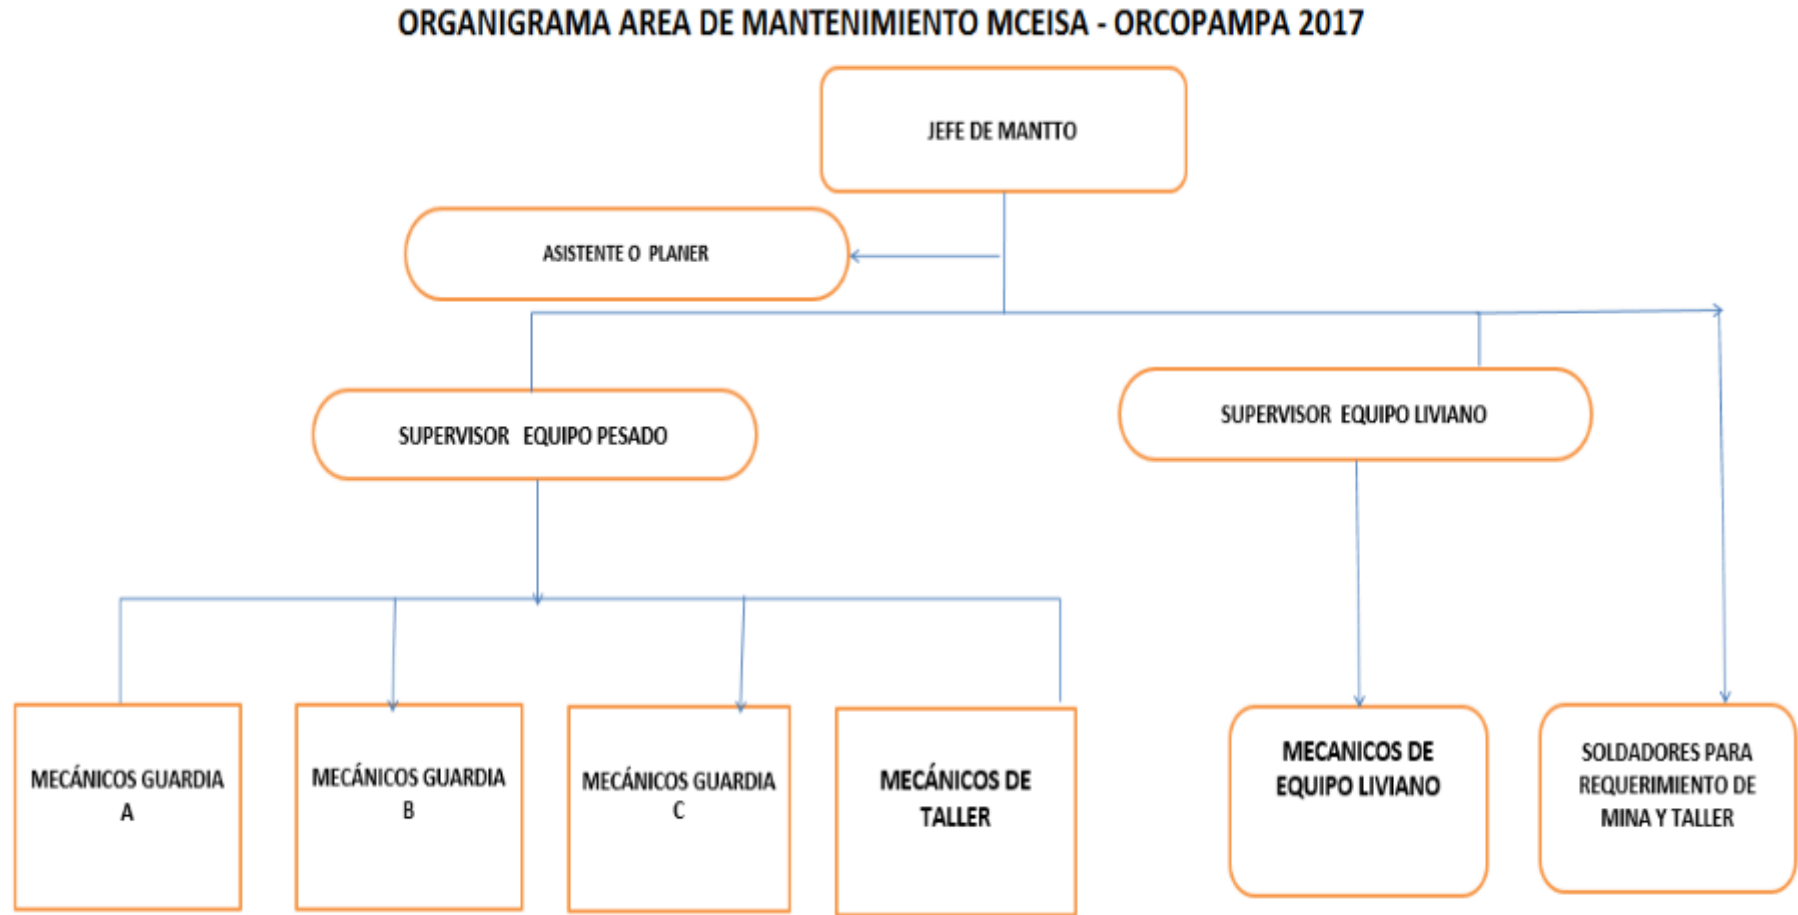 ORGANIGRAMA AREA DE MANTENIMIENTO MCEISA - ORCOPAMPA 2017
JEFE DE MANTTO
ASISTENTE O PLANER
SUPERVISOR EQUIPO PESADO
SUPERVISOR EQUIPO LIVIANO
MECÁNICOS GUARDIA
A
MECÁNICOS GUARDIA
B
MECÁNICOS GUARDIA
C
MECÁNICOS DE
TALLER
MECANICOS DE
EQUIPO LIVIANO
SOLDADORES PARA
REQUERIMIENTO DE
MINA Y TALLER